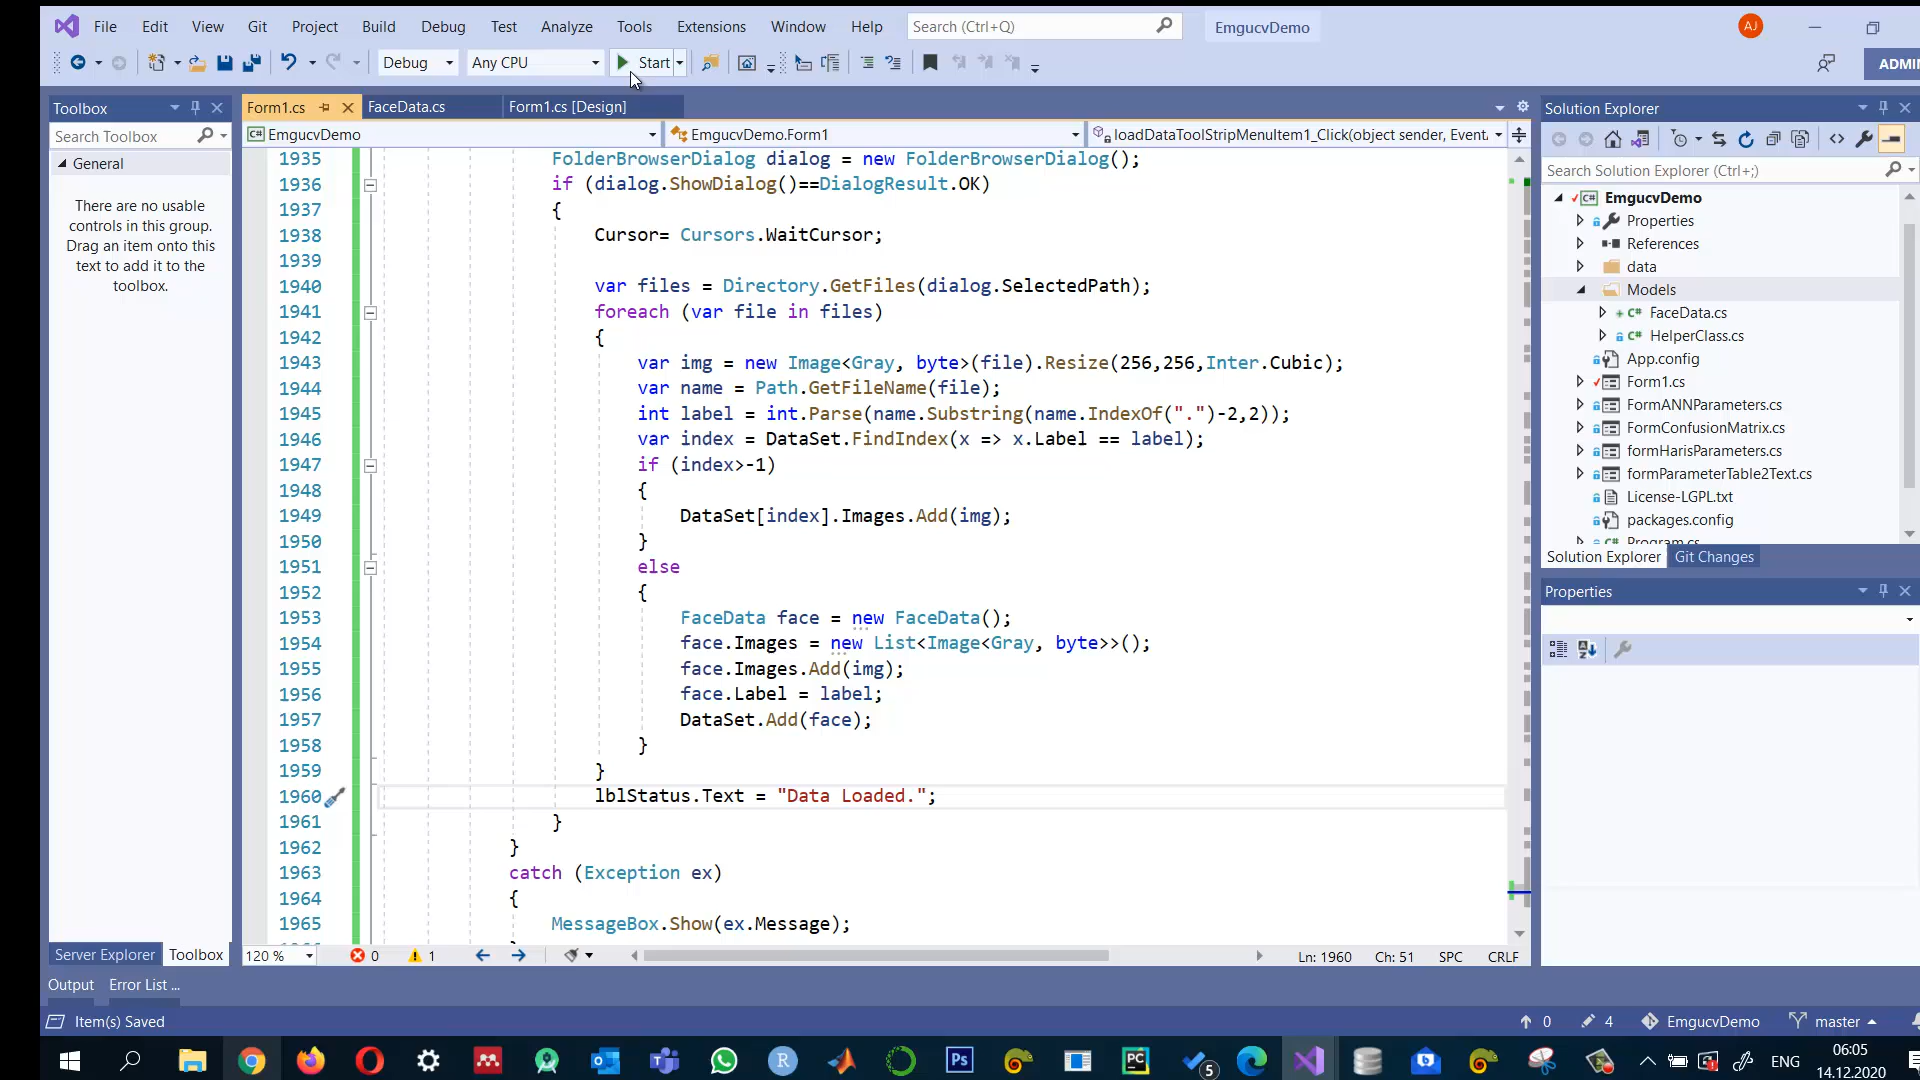 File Edit View Git Project Build Debug Test Analyze Tools Extensions Window Help Search (Ctrl+Q) EmgucvDemo AJ
Debug Any CPU Start ADMIN
Toolbox
Search Toolbox
General
There are no usable
controls in this group.
Drag an item onto this
text to add it to the
toolbox.
Server Explorer Toolbox
Form1.cs FaceData.cs Form1.cs [Design]
EmgucvDemo EmgucvDemo.Form1 loadDataToolStripMenuItem1_Click(object sender, Event
1935 FolderBrowserDialog dialog = new FolderBrowserDialog();
1936 if (dialog.ShowDialog()==DialogResult.OK)
1937 {
1938 Cursor= Cursors.WaitCursor;
1939
1940 var files = Directory.GetFiles(dialog.SelectedPath);
1941 foreach (var file in files)
1942 {
1943 var img = new Image<Gray, byte>(file).Resize(256,256,Inter.Cubic);
1944 var name = Path.GetFileName(file);
1945 int label = int.Parse(name.Substring(name.IndexOf(".")-2,2));
1946 var index = DataSet.FindIndex(x => x.Label == label);
1947 if (index>-1)
1948 {
1949 DataSet[index].Images.Add(img);
1950 }
1951 else
1952 {
1953 FaceData face = new FaceData();
1954 face.Images = new List<Image<Gray, byte>>();
1955 face.Images.Add(img);
1956 face.Label = label;
1957 DataSet.Add(face);
1958 }
1959 }
1960 lblStatus.Text = "Data Loaded.";
1961 }
1962 }
1963 catch (Exception ex)
1964 {
1965 MessageBox.Show(ex.Message);
120 % 0 1 Ln: 1960 Ch: 51 SPC CRLF
Solution Explorer
Search Solution Explorer (Ctrl+;)
EmgucvDemo
Properties
References
data
Models
FaceData.cs
HelperClass.cs
App.config
Form1.cs
FormANNParameters.cs
FormConfusionMatrix.cs
formHarisParameters.cs
formParameterTable2Text.cs
License-LGPL.txt
packages.config
Program.cs
Solution Explorer Git Changes
Properties
Output Error List ...
Item(s) Saved 0 4 EmgucvDemo master
5 ENG 06:05
14.12.2020